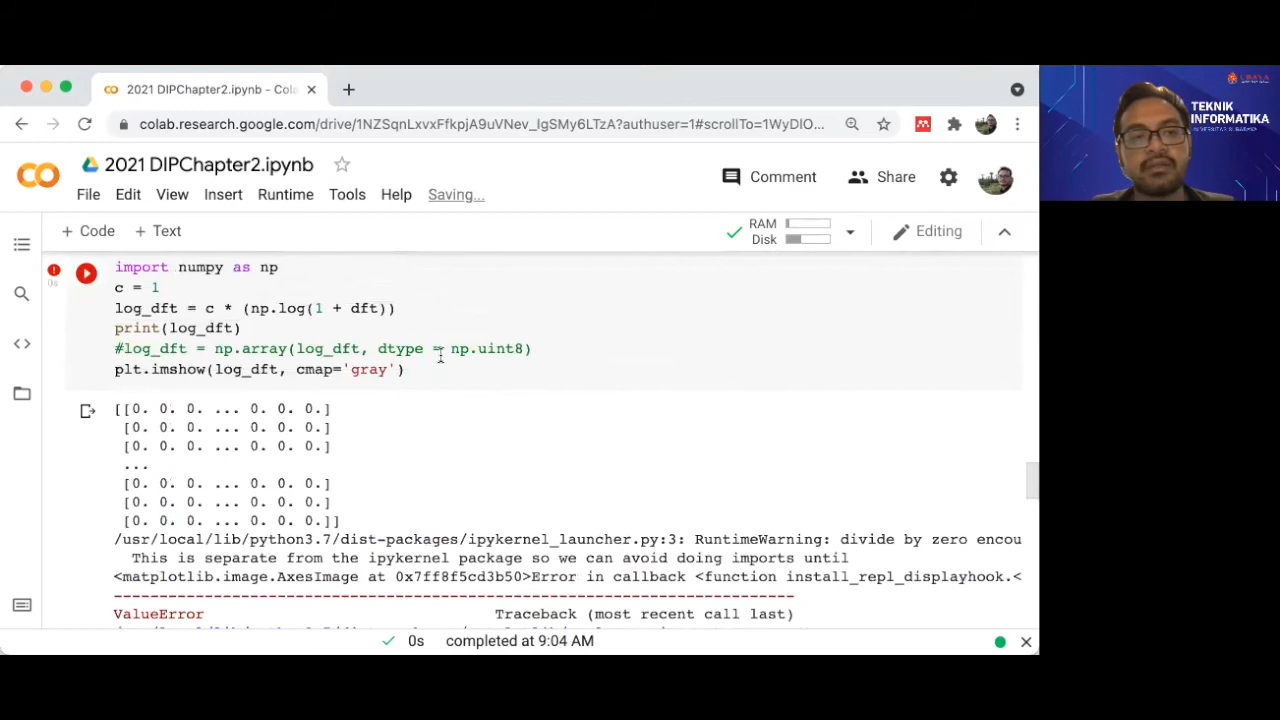 2021 DIPChapter2.ipynb - Cola
colab.research.google.com/drive/1NZSqnLxvxFfkpjA9uVNev_lgSMy6LTzA?authuser=1#scrollTo=1WyDlO...
TEKNIK
INFORMATIKA
UNIVERSITAS SURABAYA
2021 DIPChapter2.ipynb
Comment
Share
File Edit View Insert Runtime Tools Help Saving...
+ Code + Text
RAM
Disk
Editing
import numpy as np
0s
c = 1
log_dft = c * (np.log(1 + dft))
print(log_dft)
#log_dft = np.array(log_dft, dtype = np.uint8)
plt.imshow(log_dft, cmap='gray')
[[0. 0. 0. ... 0. 0. 0.]
[0. 0. 0. ... 0. 0. 0.]
[0. 0. 0. ... 0. 0. 0.]
...
[0. 0. 0. ... 0. 0. 0.]
[0. 0. 0. ... 0. 0. 0.]
[0. 0. 0. ... 0. 0. 0.]]
/usr/local/lib/python3.7/dist-packages/ipykernel_launcher.py:3: RuntimeWarning: divide by zero encou
This is separate from the ipykernel package so we can avoid doing imports until
<matplotlib.image.AxesImage at 0x7ff8f5cd3b50>Error in callback <function install_repl_displayhook.<
--------------------------------------------------------------------------
ValueError Traceback (most recent call last)
0s completed at 9:04 AM